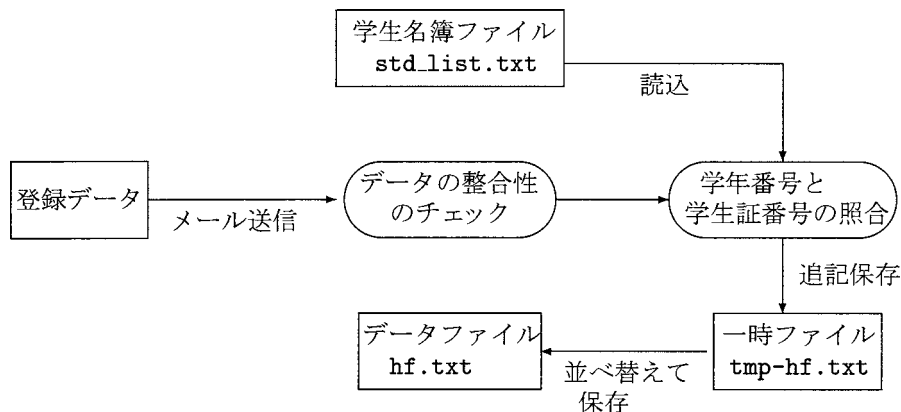 学生名簿ファイル
std_list.txt
読込
登録データ
メール送信
データの整合性
のチェック
学年番号と
学生証番号の照合
追記保存
データファイル
hf.txt
並べ替えて
保存
一時ファイル
tmp-hf.txt